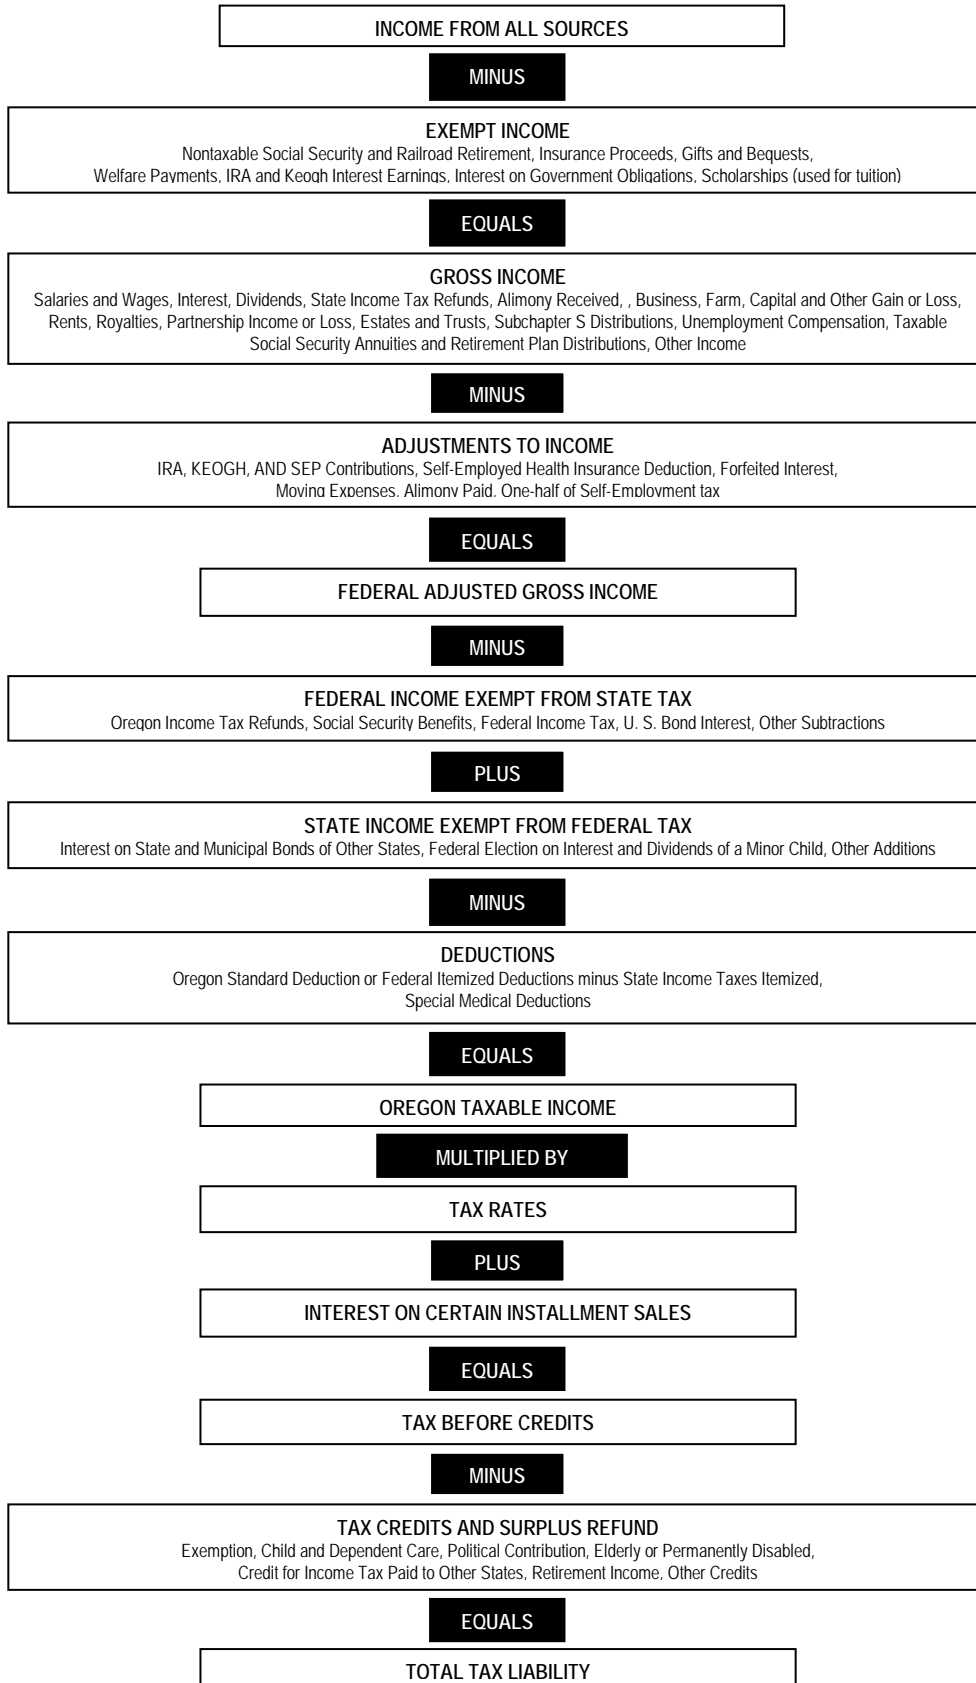 INCOME FROM ALL SOURCES
MINUS
EXEMPT INCOME
Nontaxable Social Security and Railroad Retirement, Insurance Proceeds, Gifts and Bequests,
Welfare Payments, IRA and Keogh Interest Earnings, Interest on Government Obligations, Scholarships (used for tuition)
EQUALS
GROSS INCOME
Salaries and Wages, Interest, Dividends, State Income Tax Refunds, Alimony Received, , Business, Farm, Capital and Other Gain or Loss,
Rents, Royalties, Partnership Income or Loss, Estates and Trusts, Subchapter S Distributions, Unemployment Compensation, Taxable
Social Security Annuities and Retirement Plan Distributions, Other Income
MINUS
ADJUSTMENTS TO INCOME
IRA, KEOGH, AND SEP Contributions, Self-Employed Health Insurance Deduction, Forfeited Interest,
Moving Expenses, Alimony Paid, One-half of Self-Employment tax
EQUALS
FEDERAL ADJUSTED GROSS INCOME
MINUS
FEDERAL INCOME EXEMPT FROM STATE TAX
Oregon Income Tax Refunds, Social Security Benefits, Federal Income Tax, U. S. Bond Interest, Other Subtractions
PLUS
STATE INCOME EXEMPT FROM FEDERAL TAX
Interest on State and Municipal Bonds of Other States, Federal Election on Interest and Dividends of a Minor Child, Other Additions
MINUS
DEDUCTIONS
Oregon Standard Deduction or Federal Itemized Deductions minus State Income Taxes Itemized,
Special Medical Deductions
EQUALS
OREGON TAXABLE INCOME
MULTIPLIED BY
TAX RATES
PLUS
INTEREST ON CERTAIN INSTALLMENT SALES
EQUALS
TAX BEFORE CREDITS
MINUS
TAX CREDITS AND SURPLUS REFUND
Exemption, Child and Dependent Care, Political Contribution, Elderly or Permanently Disabled,
Credit for Income Tax Paid to Other States, Retirement Income, Other Credits
EQUALS
TOTAL TAX LIABILITY